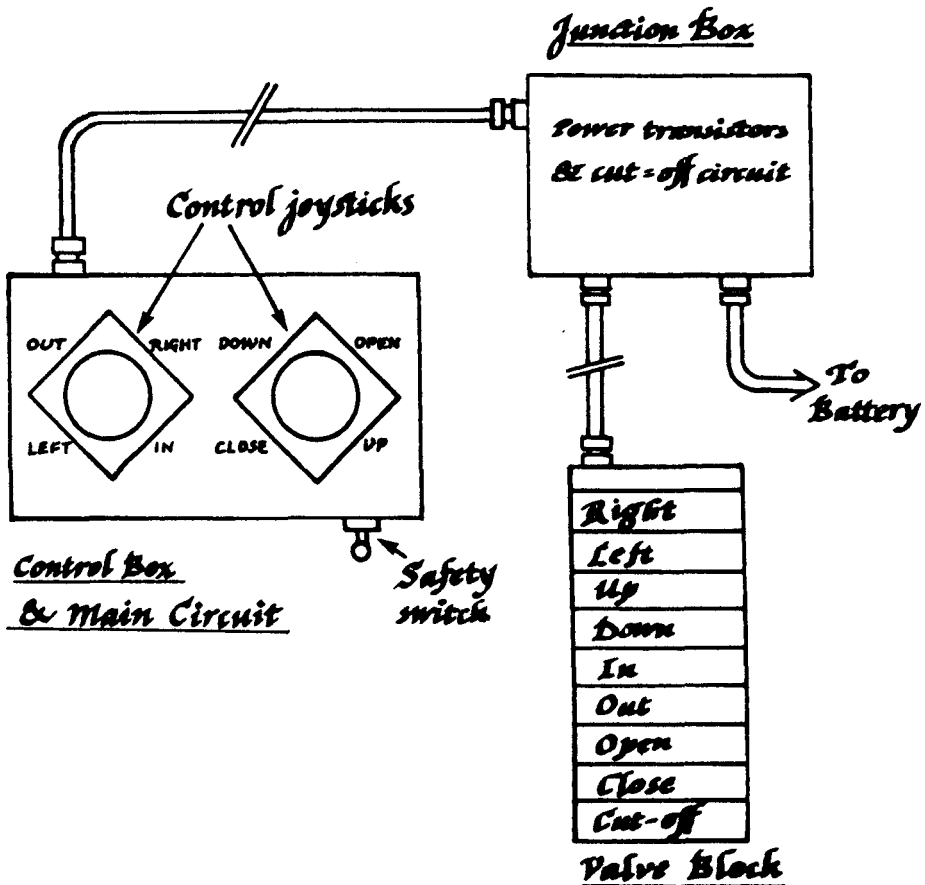 Junction Box
Power transistors
& cut-off circuit
Control joysticks
OUT RIGHT DOWN OPEN
LEFT IN CLOSE UP
To
Battery
Control Box
& Main Circuit
Safety
switch
Right
Left
Up
Down
In
Out
Open
Close
Cut-off
Valve Block